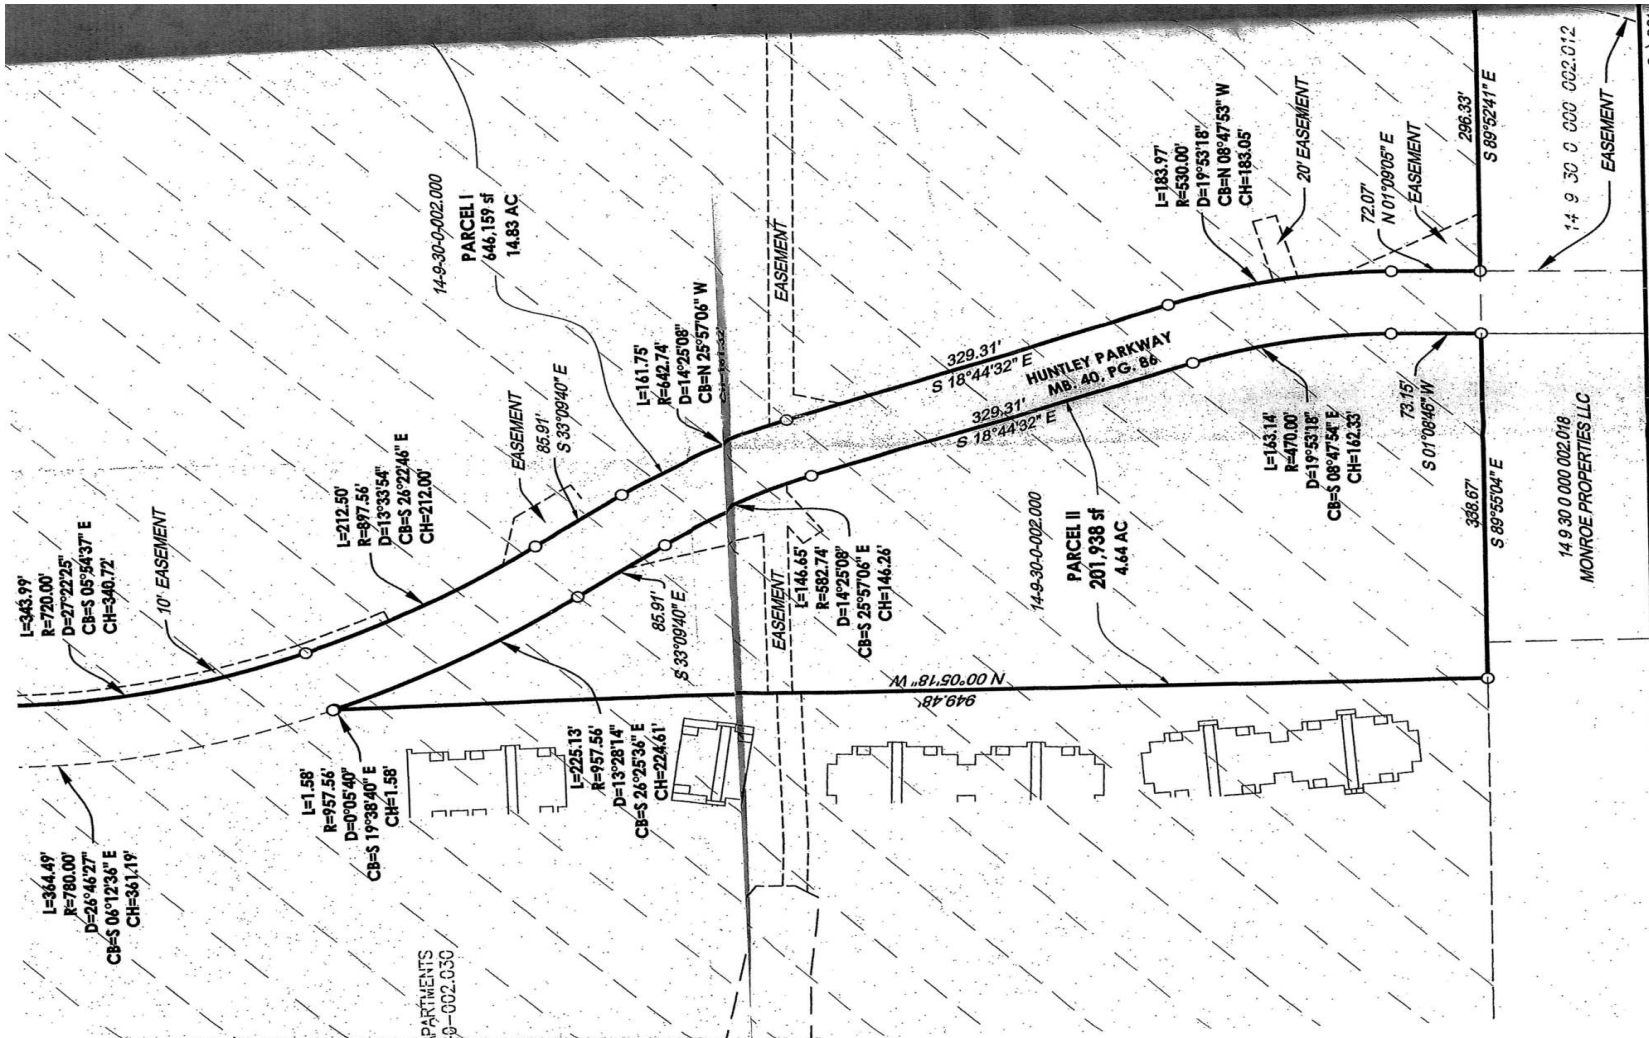 L=343.99'
R=720.00'
D=27°22'25"
CB=S 05°54'37" E
CH=340.72'
10' EASEMENT
L=212.50'
R=897.56'
D=13°33'54"
CB=S 26°22'46" E
CH=212.00'
14-9-30-0-002.000
PARCEL I
646,159 sf
14.83 AC
EASEMENT
85.91'
S 33°09'40" E
L=161.75'
R=642.74'
D=14°25'08"
CB=N 25°57'06" W
EASEMENT
L=183.97'
R=530.00'
D=19°53'18"
CB=N 08°47'53" W
CH=183.05'
20' EASEMENT
72.07'
N 01°09'05" E
EASEMENT
296.33'
S 89°52'41" E
14 9 30 0 000 002.012
EASEMENT
329.31'
S 18°44'32" E
HUNTLEY PARKWAY
MB. 40, PG. 86
329.31'
S 18°44'32" E
L=364.49'
R=780.00'
D=26°46'27"
CB=S 06°12'36" E
CH=361.19'
L=1.58'
R=957.56'
D=0°05'40"
CB=S 19°38'40" E
CH=1.58'
L=225.13'
R=957.56'
D=13°28'14"
CB=S 26°25'36" E
CH=224.61'
85.91'
S 33°09'40" E
EASEMENT
L=146.65'
R=582.74'
D=14°25'08"
CB=S 25°57'06" E
CH=146.26'
14-9-30-0-002.000
PARCEL II
201,938 sf
4.64 AC
N 00°05'18" W
949.48'
L=163.14'
R=470.00'
D=19°53'18"
CB=S 08°47'54" E
CH=162.33'
73.15'
S 01°08'46" W
338.67'
S 89°55'04" E
14 9 30 0 000 002.018
MONROE PROPERTIES LLC
PARTMENTS
0-002.030